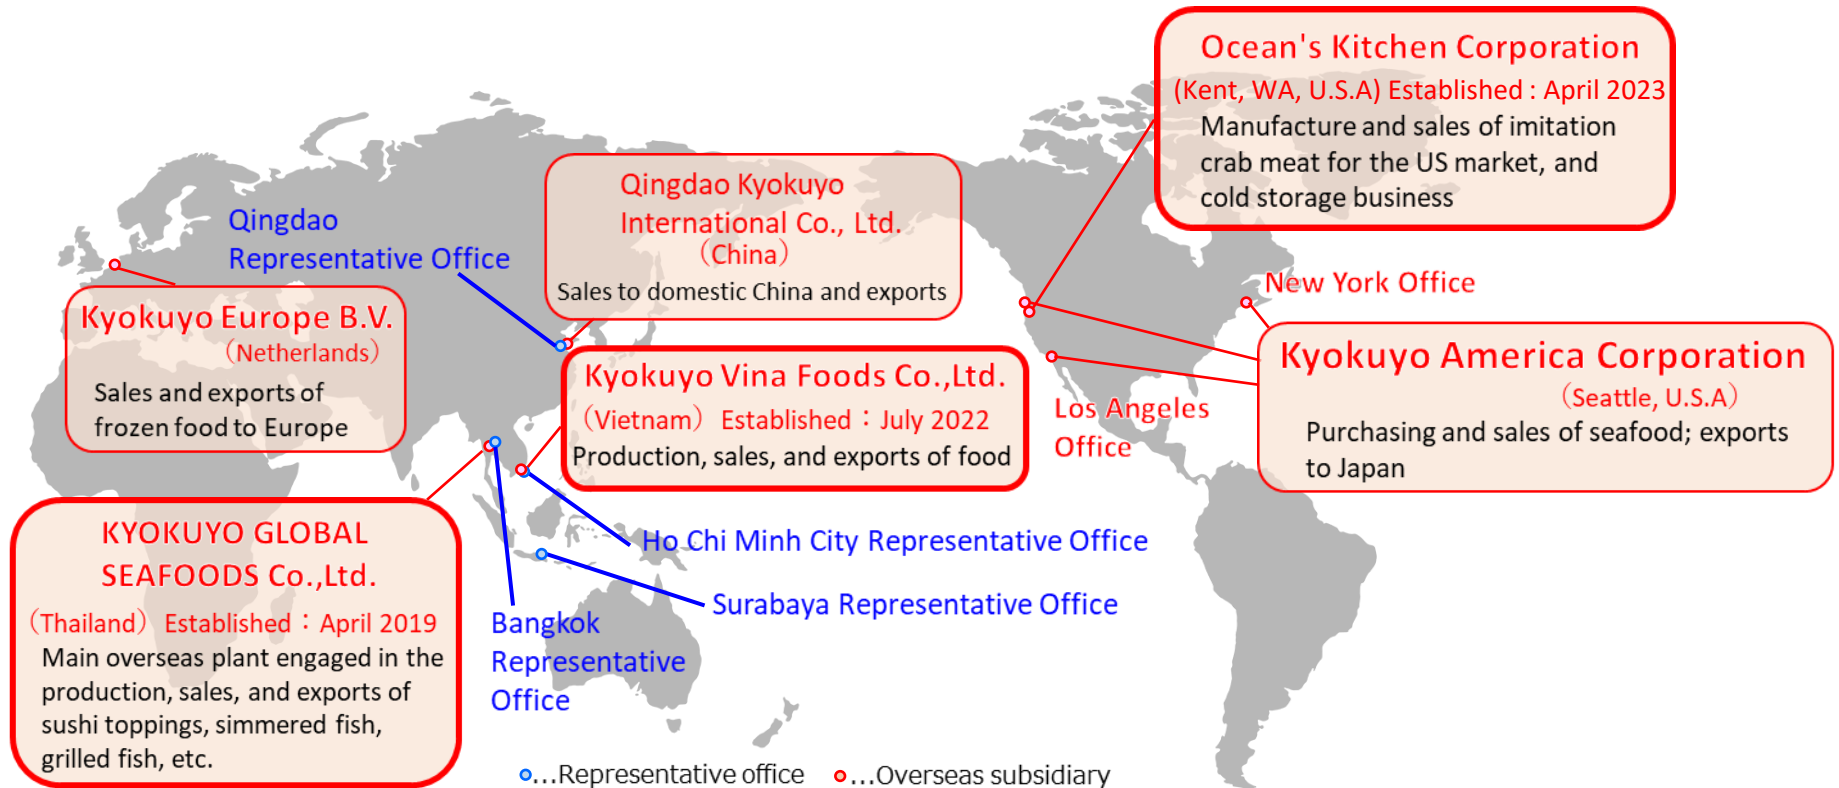 Ocean's Kitchen Corporation
(Kent, WA, U.S.A) Established : April 2023
Manufacture and sales of imitation
crab meat for the US market, and
cold storage business
Qingdao Kyokuyo
International Co., Ltd.
（China）
Sales to domestic China and exports
Qingdao
Representative Office
Kyokuyo Europe B.V.
（Netherlands）
Sales and exports of
frozen food to Europe
New York Office
Kyokuyo America Corporation
（Seattle, U.S.A）
Purchasing and sales of seafood; exports
to Japan
Los Angeles
Office
Kyokuyo Vina Foods Co.,Ltd.
（Vietnam）Established：July 2022
Production, sales, and exports of food
KYOKUYO GLOBAL
SEAFOODS Co.,Ltd.
（Thailand）Established：April 2019
Main overseas plant engaged in the
production, sales, and exports of
sushi toppings, simmered fish,
grilled fish, etc.
Ho Chi Minh City Representative Office
Surabaya Representative Office
Bangkok
Representative
Office
…Representative office
…Overseas subsidiary